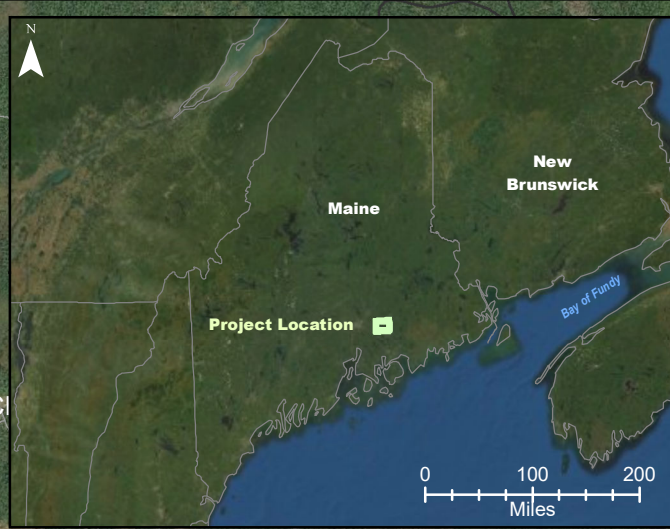 N
New
Brunswick
Maine
Bay of Fundy
Project Location
0 100 200
Miles